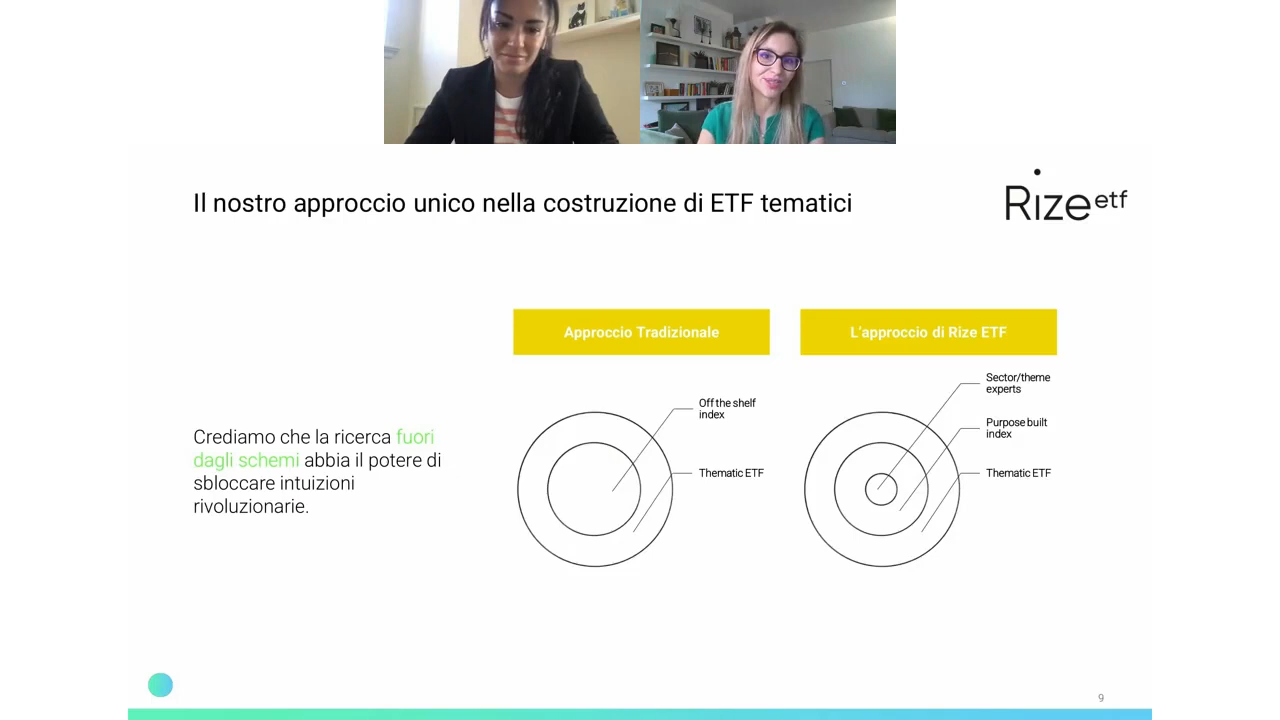 Il nostro approccio unico nella costruzione di ETF tematici
Rize etf
Approccio Tradizionale
L'approccio di Rize ETF
Crediamo che la ricerca fuori
dagli schemi abbia il potere di
sbloccare intuizioni
rivoluzionarie.
Off the shelf
index
Thematic ETF
Sector/theme
experts
Purpose built
index
Thematic ETF
9